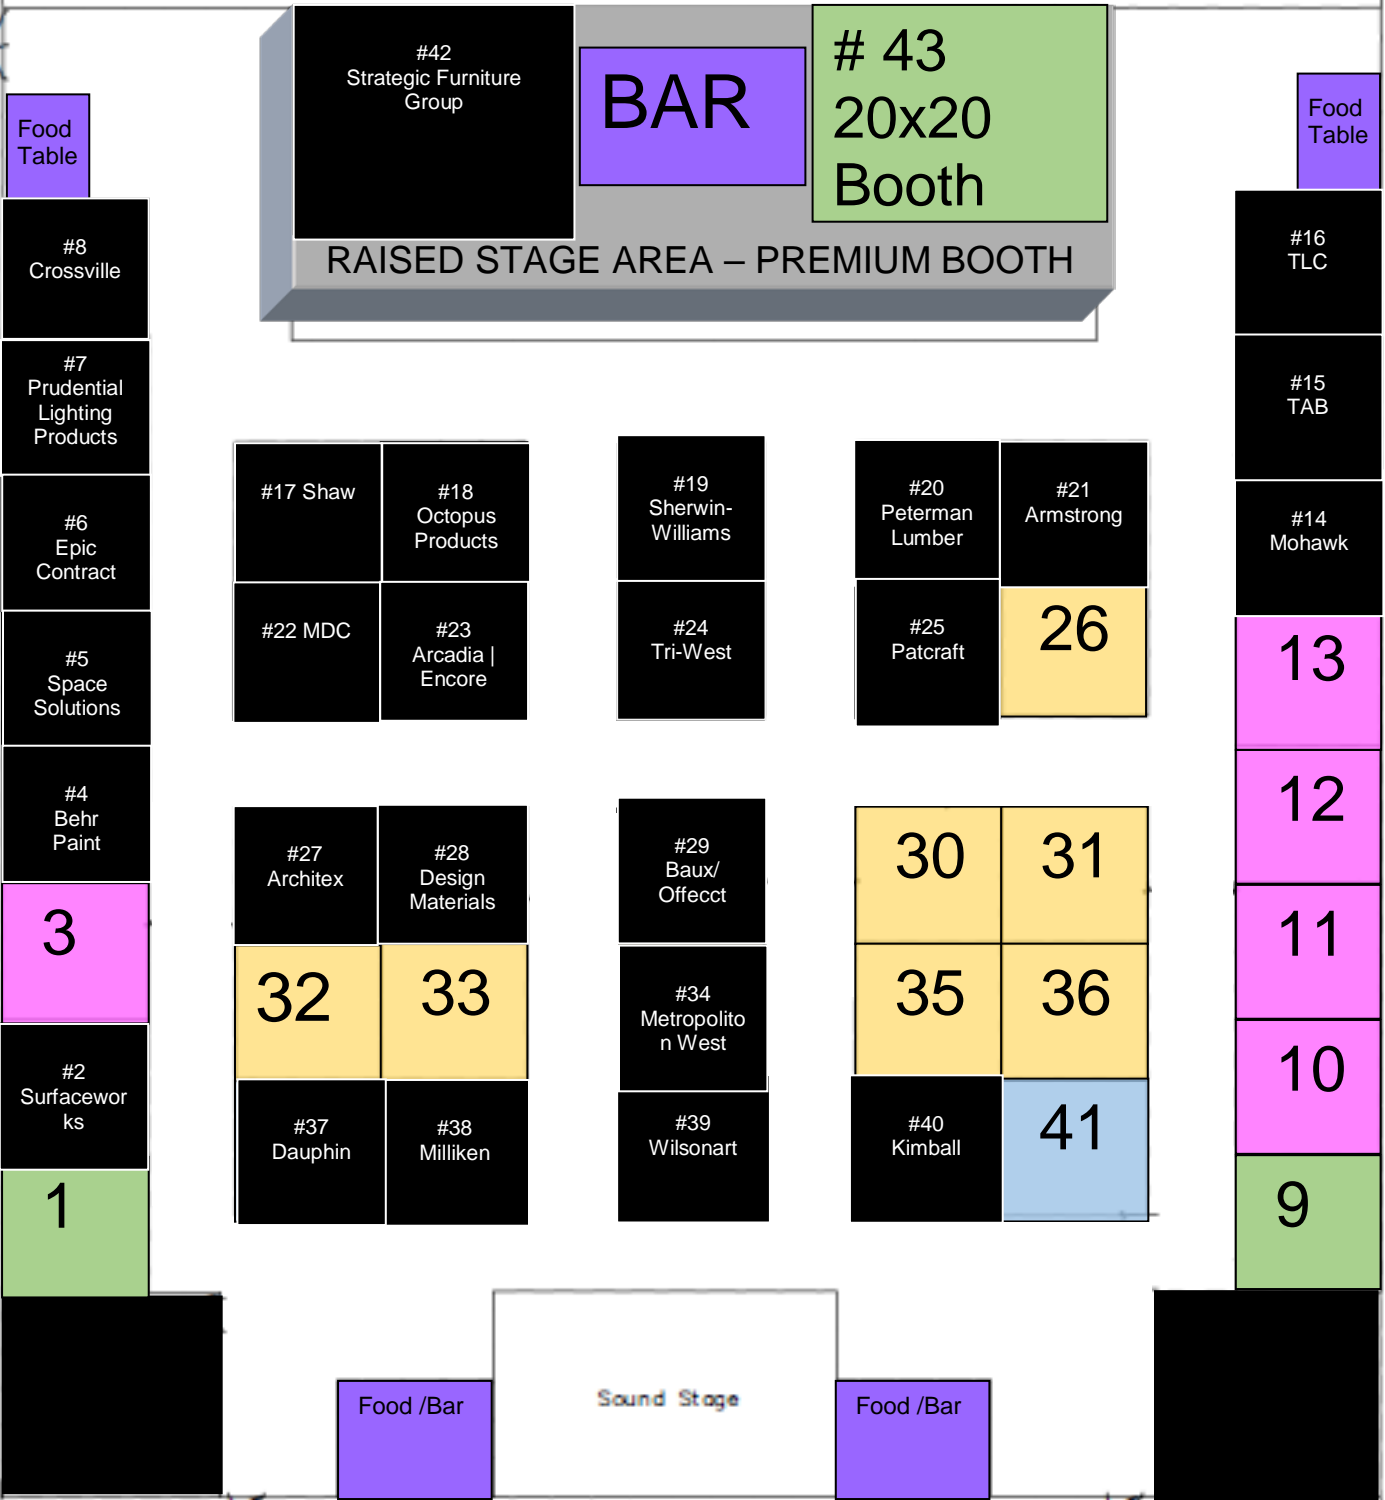 #42
Strategic Furniture
Group
BAR
# 43
20x20
Booth
RAISED STAGE AREA – PREMIUM BOOTH
Food
Table
Food
Table
#8
Crossville
#7
Prudential
Lighting
Products
#6
Epic
Contract
#5
Space
Solutions
#4
Behr
Paint
3
#2
Surfacewor
ks
1
#17 Shaw
#18
Octopus
Products
#22 MDC
#23
Arcadia |
Encore
#19
Sherwin-
Williams
#24
Tri-West
#20
Peterman
Lumber
#21
Armstrong
#25
Patcraft
26
#16
TLC
#15
TAB
#14
Mohawk
13
12
11
10
9
#27
Architex
#28
Design
Materials
32
33
#37
Dauphin
#38
Milliken
#29
Baux/
Offecct
#34
Metropolito
n West
#39
Wilsonart
30
31
35
36
#40
Kimball
41
Food /Bar
Sound Stage
Food /Bar